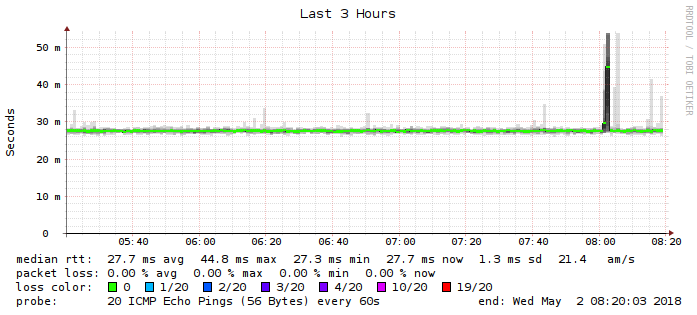 Last 3 Hours
RRDTOOL / TOBI OETIKER
Seconds
50 m
40 m
30 m
20 m
10 m
0
05:40 06:00 06:20 06:40 07:00 07:20 07:40 08:00 08:20
median rtt: 27.7 ms avg 44.8 ms max 27.3 ms min 27.7 ms now 1.3 ms sd 21.4 am/s
packet loss: 0.00 % avg 0.00 % max 0.00 % min 0.00 % now
loss color: 0 1/20 2/20 3/20 4/20 10/20 19/20
probe: 20 ICMP Echo Pings (56 Bytes) every 60s end: Wed May 2 08:20:03 2018